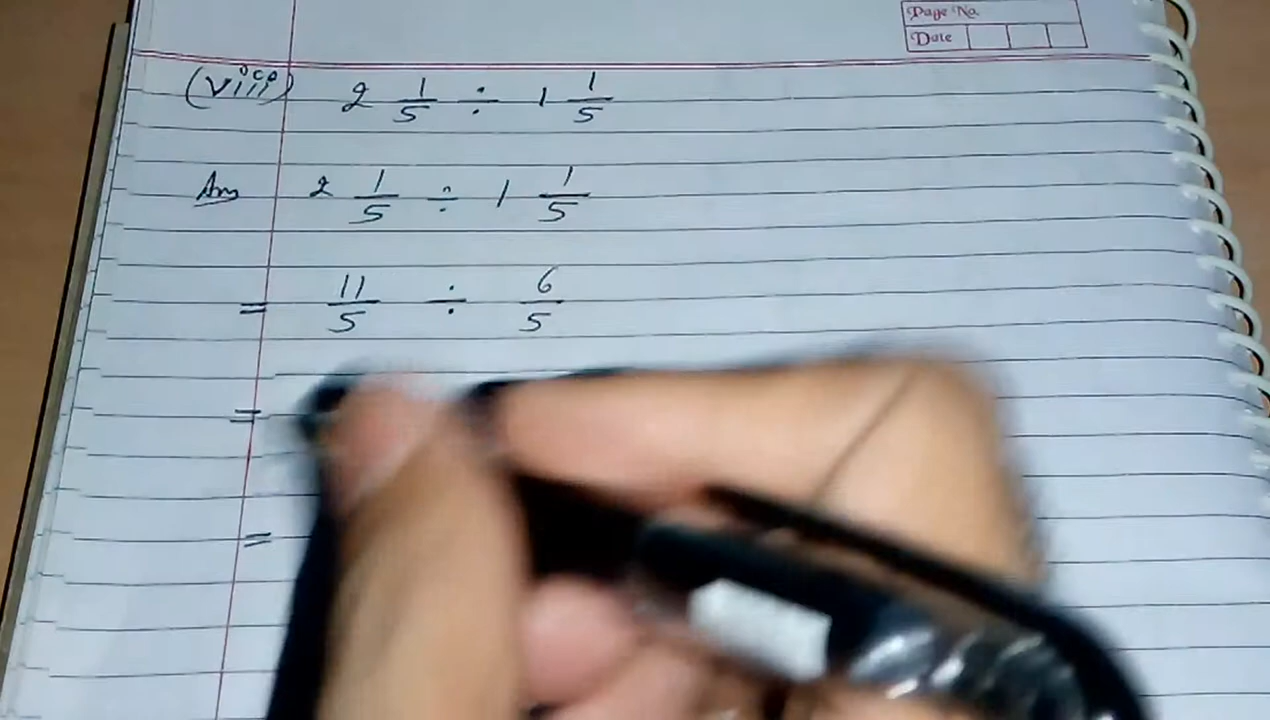 Page No.
Date
(viii) 2 1/5 ÷ 1 1/5
Ans 2 1/5 ÷ 1 1/5
= 11/5 ÷ 6/5
=
=